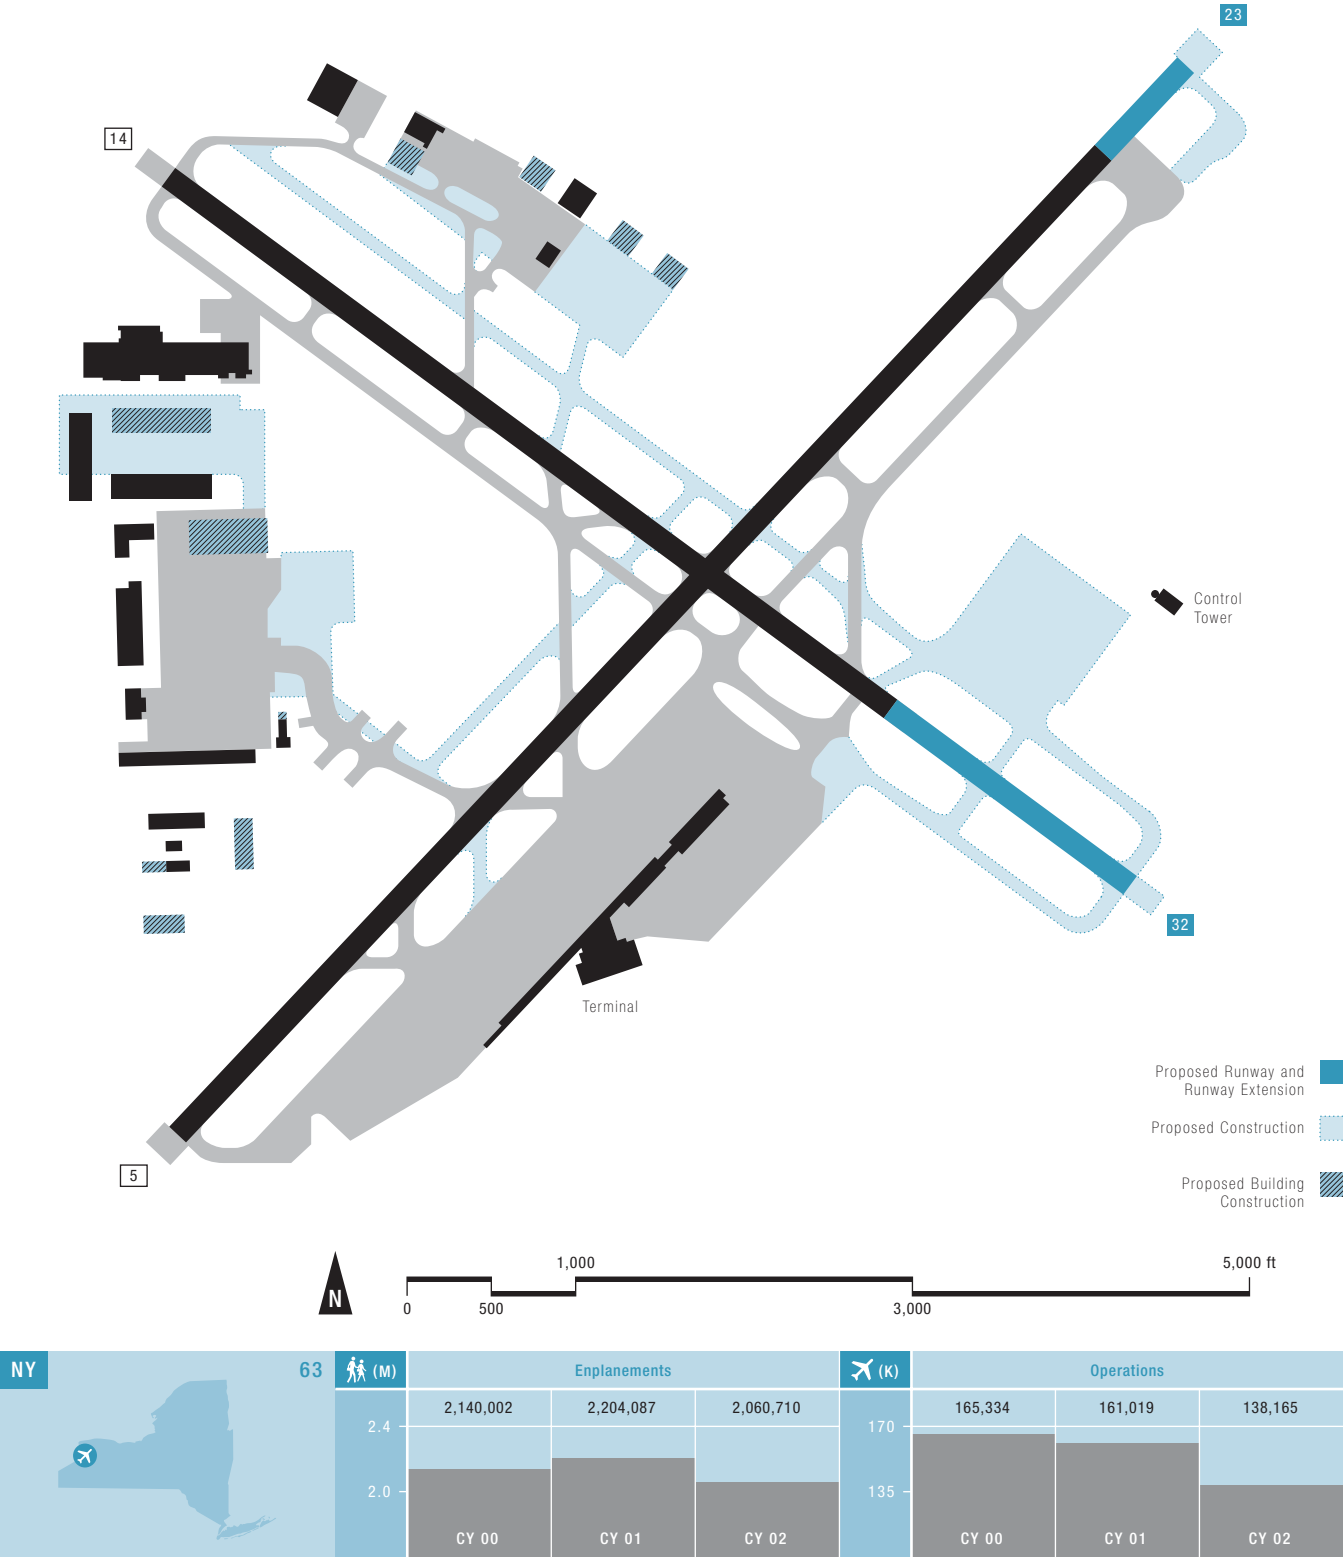 23
14
Control
Tower
32
Terminal
Proposed Runway and
Runway Extension
Proposed Construction
5
Proposed Building
Construction
1,000
5,000 ft
N
0
500
3,000
NY
63
(M)
Enplanements
(K)
Operations
2,140,002
2,204,087
2,060,710
165,334
161,019
138,165
2.4
170
2.0
135
CY 00
CY 01
CY 02
CY 00
CY 01
CY 02